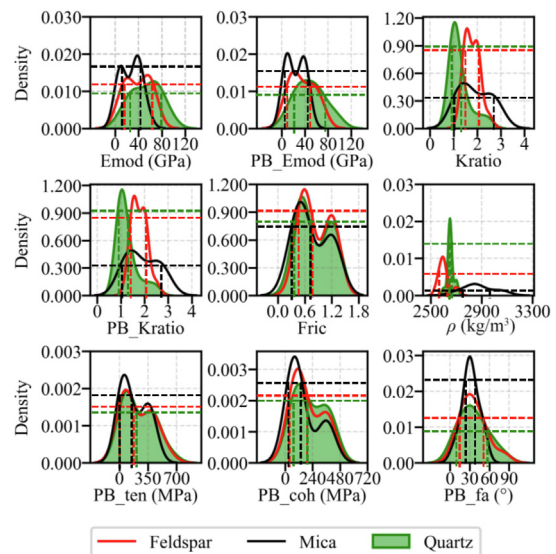 Density
0.030 0.020 0.010 0.000
0 40 80 120
Emod (GPa)
0.03 0.02 0.01 0.00
0 40 80 120
PB_Emod (GPa)
1.20 0.90 0.60 0.30 0.00
0 1 2 3 4
Kratio
Density
1.200 0.900 0.600 0.300 0.000
0 1 2 3 4
PB_Kratio
1.200 0.900 0.600 0.300 0.000
0.0 0.6 1.2 1.8
Fric
0.03 0.02 0.01 0.00
2500 2900 3300
ρ (kg/m³)
Density
0.003 0.002 0.001 0.000
0 350 700
PB_ten (MPa)
0.004 0.003 0.002 0.001 0.000
0 240 480 720
PB_coh (MPa)
0.03 0.02 0.01 0.00
0 30 60 90
PB_fa (°)
Feldspar Mica Quartz